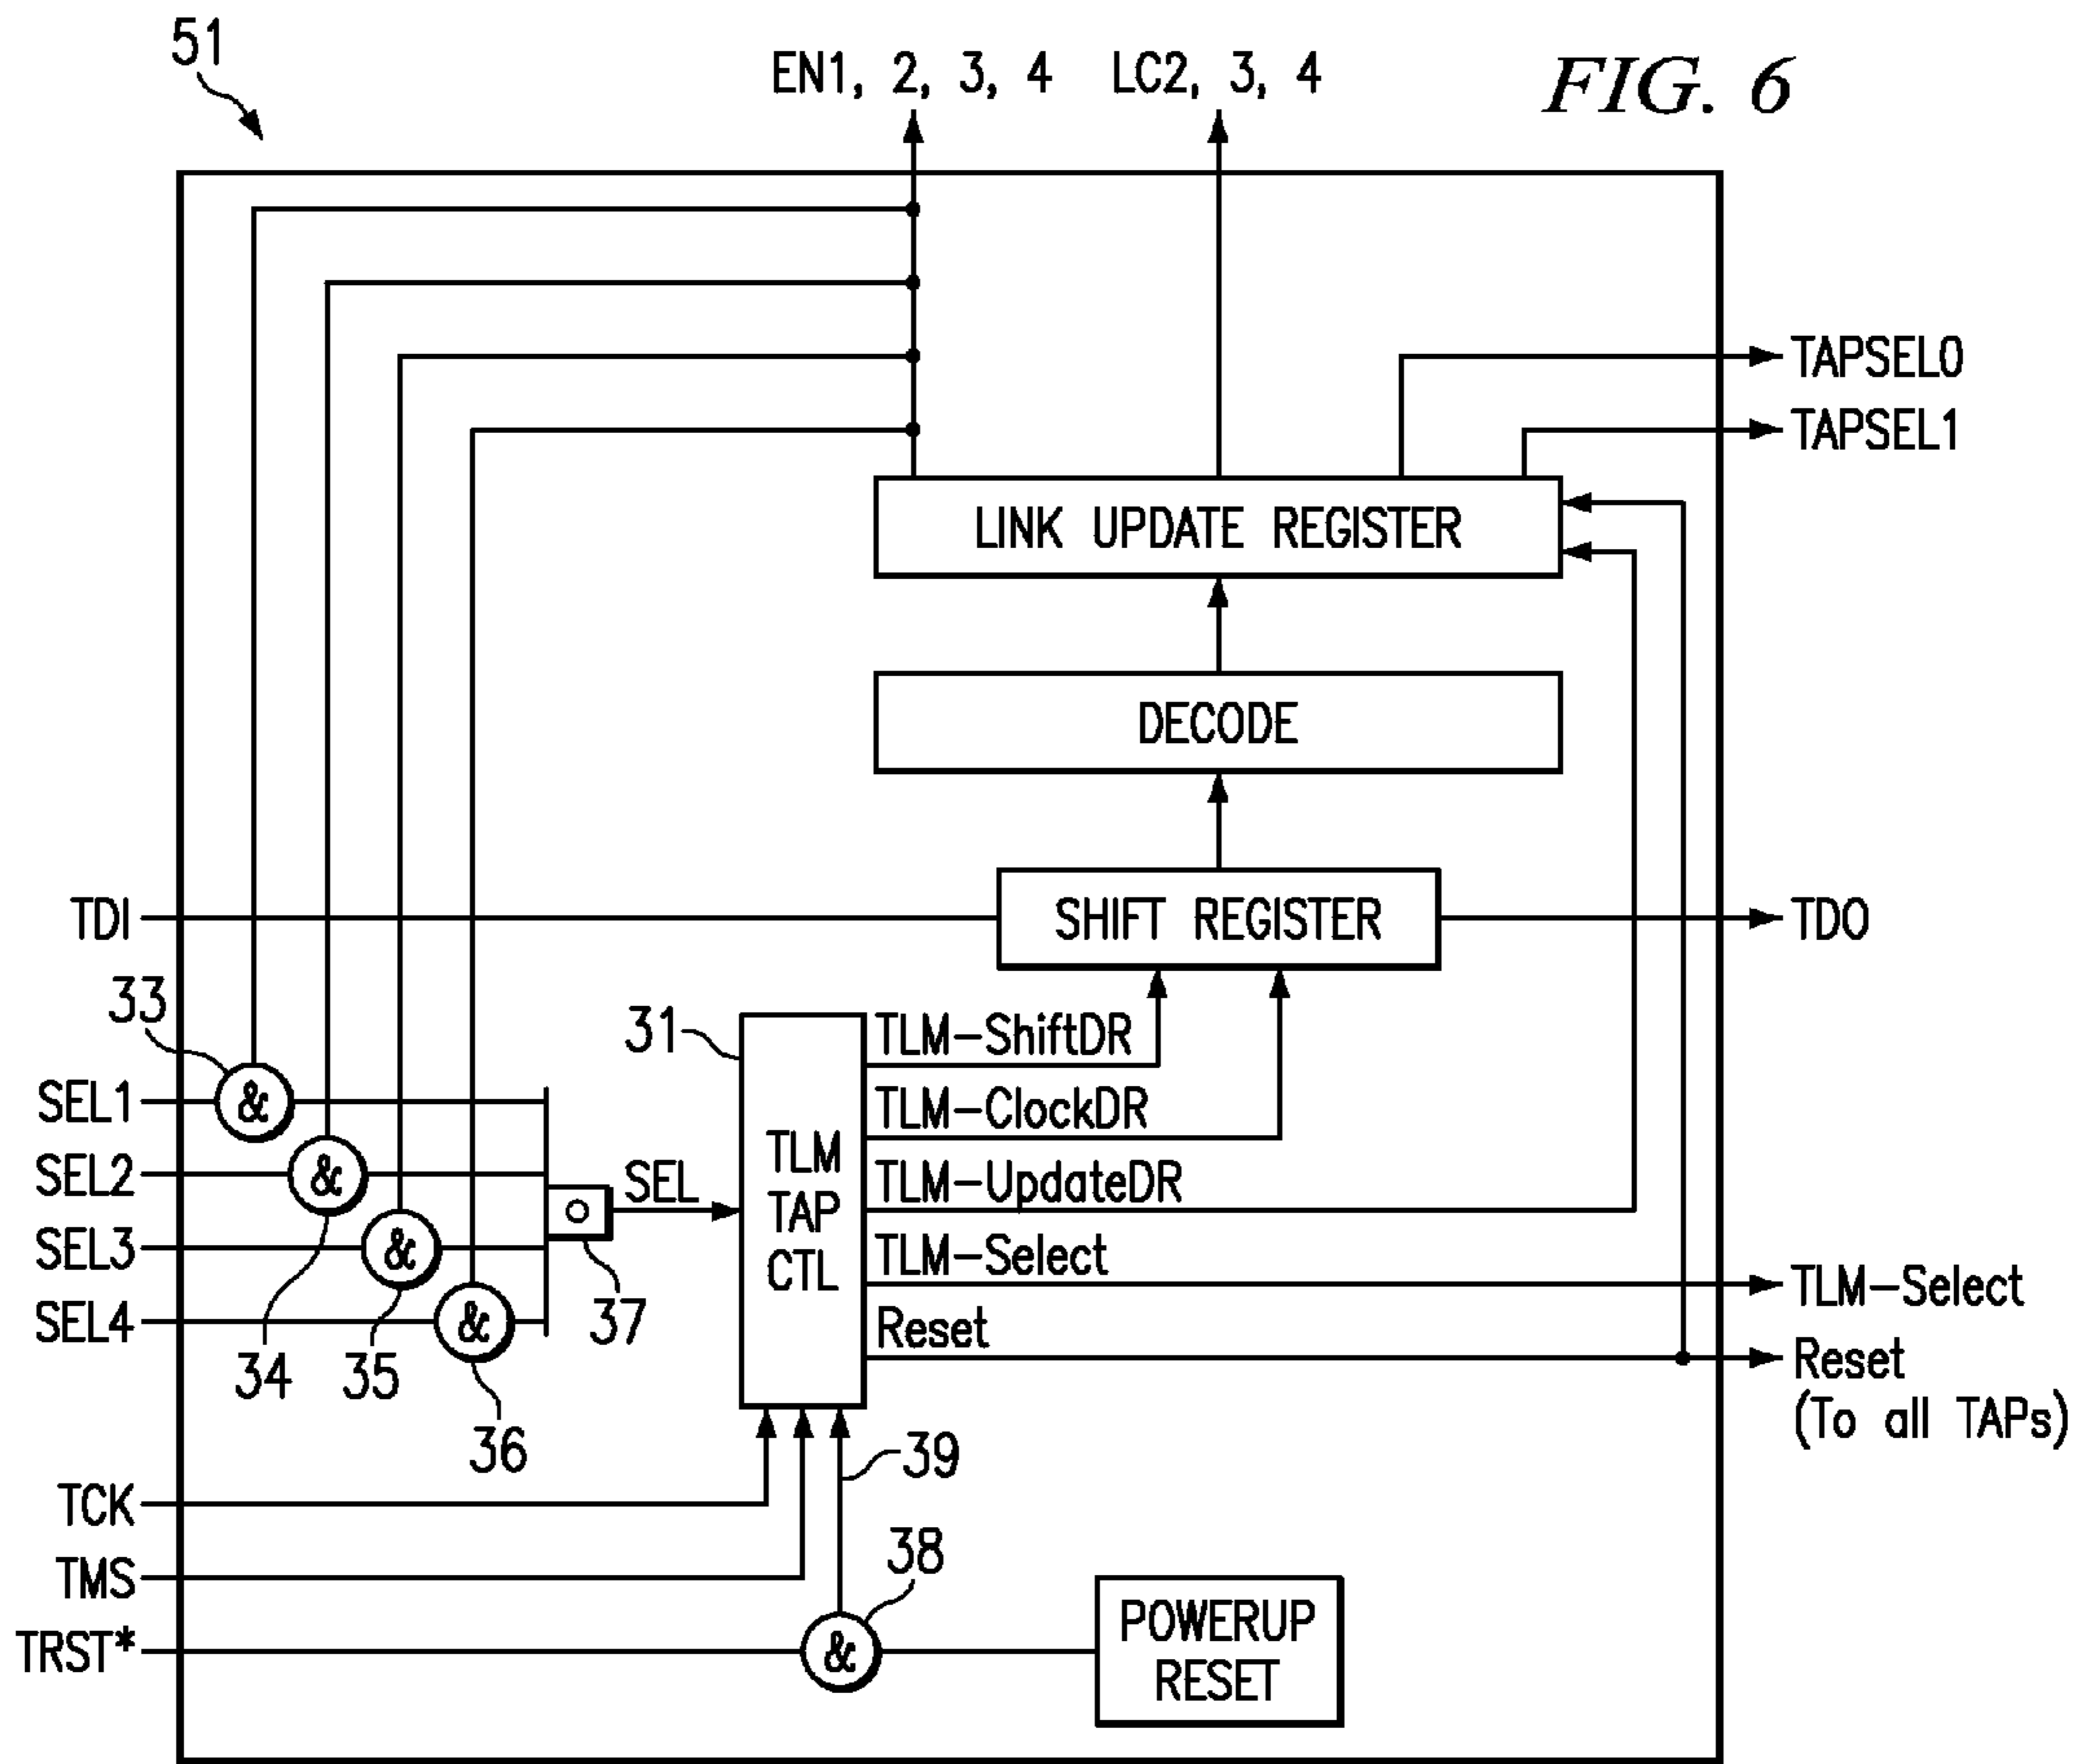 51
EN1, 2, 3, 4
LC2, 3, 4
FIG. 6
TAPSEL0
TAPSEL1
LINK UPDATE REGISTER
DECODE
TDI
SHIFT REGISTER
TDO
33
31
TLM-ShiftDR
SEL1
&
TLM-ClockDR
SEL2
&
SEL
TLM
TAP
CTL
TLM-UpdateDR
SEL3
&
TLM-Select
TLM-Select
SEL4
&
37
Reset
Reset
(To all TAPs)
34
35
36
39
TCK
38
TMS
TRST*
&
POWERUP
RESET